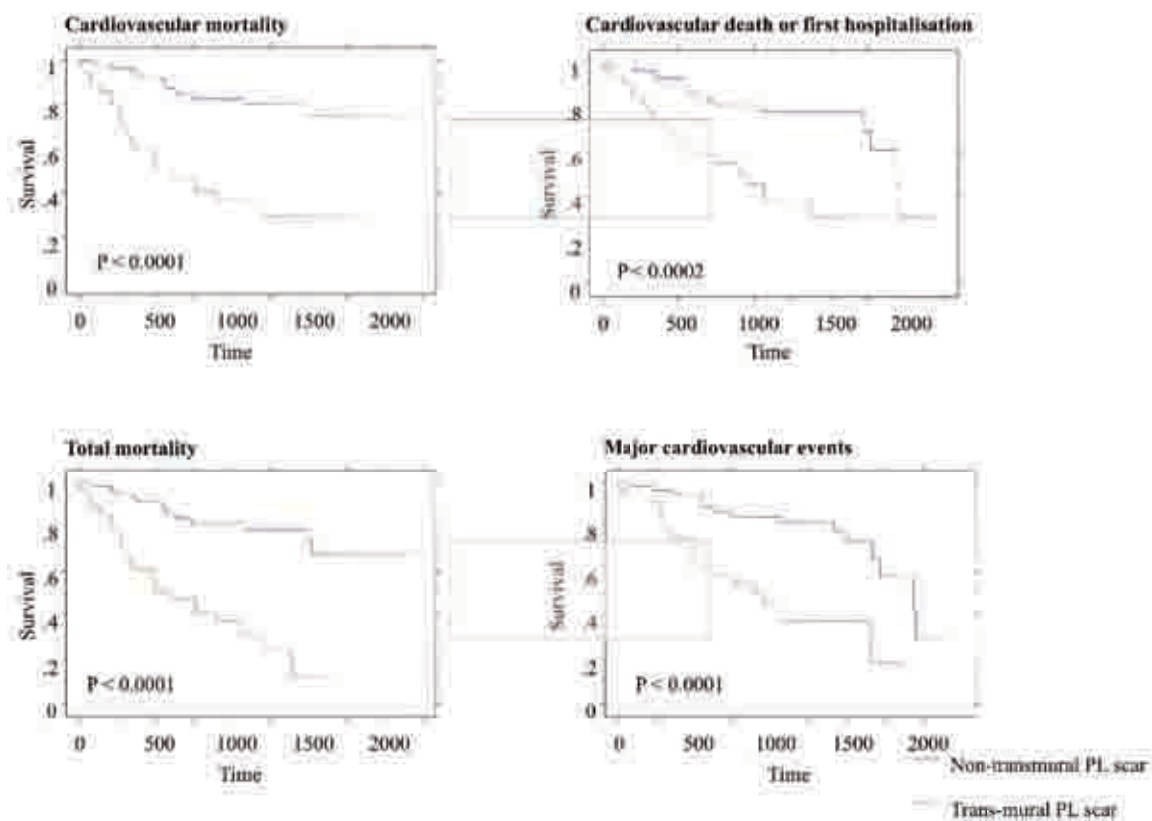 Cardiovascular mortality
1
.8
.6
.4
.2
0
Survival
P < 0.0001
0 500 1000 1500 2000
Time
Cardiovascular death or first hospitalisation
1
.8
.6
.4
.2
0
Survival
P < 0.0002
0 500 1000 1500 2000
Time
Total mortality
1
.8
.6
.4
.2
0
Survival
P < 0.0001
0 500 1000 1500 2000
Time
Major cardiovascular events
1
.8
.6
.4
.2
0
Survival
P < 0.0001
0 500 1000 1500 2000
Time
Non-transmural PL scar
Trans-mural PL scar